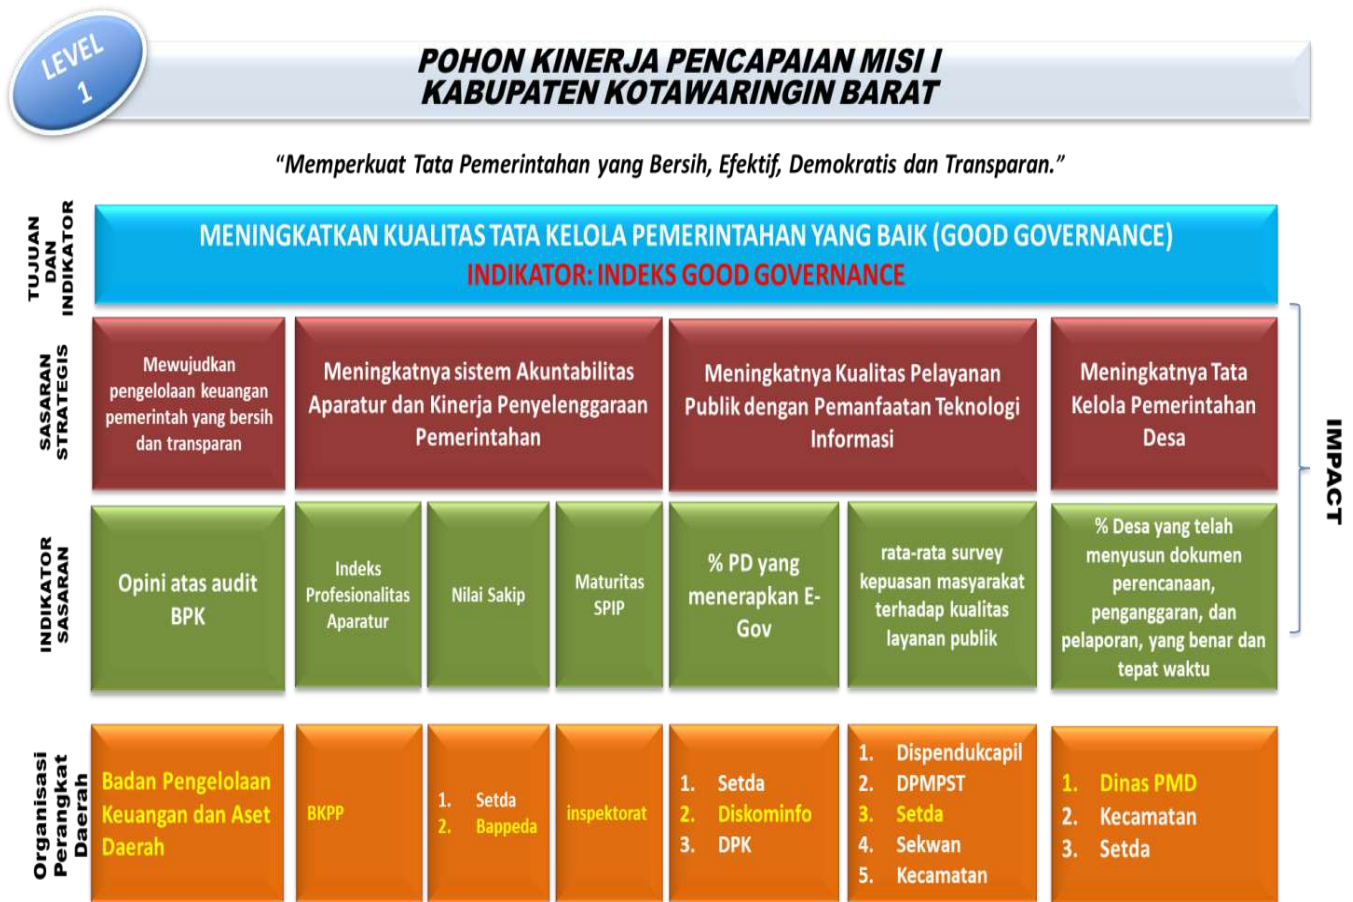 LEVEL
1
POHON KINERJA PENCAPAIAN MISI I
KABUPATEN KOTAWARINGIN BARAT
“Memperkuat Tata Pemerintahan yang Bersih, Efektif, Demokratis dan Transparan.”
TUJUAN
DAN
INDIKATOR
MENINGKATKAN KUALITAS TATA KELOLA PEMERINTAHAN YANG BAIK (GOOD GOVERNANCE)
INDIKATOR: INDEKS GOOD GOVERNANCE
SASARAN
STRATEGIS
Mewujudkan
pengelolaan keuangan
pemerintah yang bersih
dan transparan
Meningkatnya sistem Akuntabilitas
Aparatur dan Kinerja Penyelenggaraan
Pemerintahan
Meningkatnya Kualitas Pelayanan
Publik dengan Pemanfaatan Teknologi
Informasi
Meningkatnya Tata
Kelola Pemerintahan
Desa
IMPACT
INDIKATOR
SASARAN
Opini atas audit
BPK
Indeks
Profesionalitas
Aparatur
Nilai Sakip
Maturitas
SPIP
% PD yang
menerapkan E-
Gov
rata-rata survey
kepuasan masyarakat
terhadap kualitas
layanan publik
% Desa yang telah
menyusun dokumen
perencanaan,
penganggaran, dan
pelaporan, yang benar dan
tepat waktu
Organisasi
Perangkat
Daerah
Badan Pengelolaan
Keuangan dan Aset
Daerah
BKPP
1. Setda
2. Bappeda
inspektorat
1. Setda
2. Diskominfo
3. DPK
1. Dispendukcapil
2. DPMPST
3. Setda
4. Sekwan
5. Kecamatan
1. Dinas PMD
2. Kecamatan
3. Setda